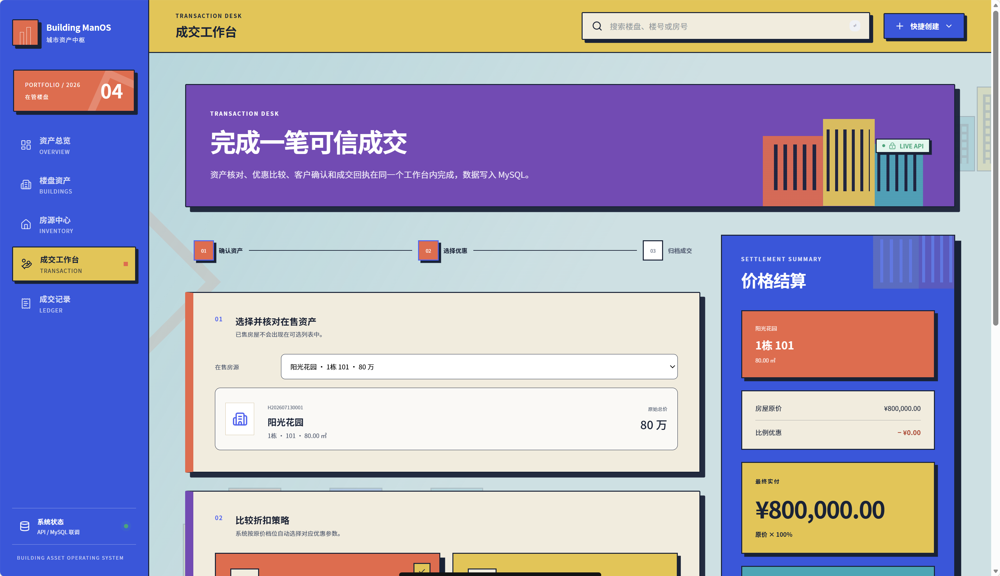 Building ManOS
城市资产中枢
PORTFOLIO / 2026
在管楼盘
04
资产总览
OVERVIEW
楼盘资产
BUILDINGS
房源中心
INVENTORY
成交工作台
TRANSACTION
成交记录
LEDGER
系统状态
API / MySQL 联调
BUILDING ASSET OPERATING SYSTEM
TRANSACTION DESK
成交工作台
搜索楼盘、楼号或房号
快捷创建
TRANSACTION DESK
完成一笔可信成交
资产核对、优惠比较、客户确认和成交回执在同一个工作台内完成，数据写入 MySQL。
LIVE API
01 确认资产
02 选择优惠
03 归档成交
01 选择并核对在售资产
已售房屋不会出现在可选列表中。
在售房源
阳光花园 · 1栋 101 · 80 万
H202607130001
阳光花园
1栋 · 101 · 80.00 ㎡
原始总价
80 万
02 比较折扣策略
系统按原价档位自动选择对应优惠参数。
SETTLEMENT SUMMARY
价格结算
阳光花园
1栋 101
80.00 ㎡
房屋原价 ¥800,000.00
比例优惠 − ¥0.00
最终实付
¥800,000.00
原价 × 100%